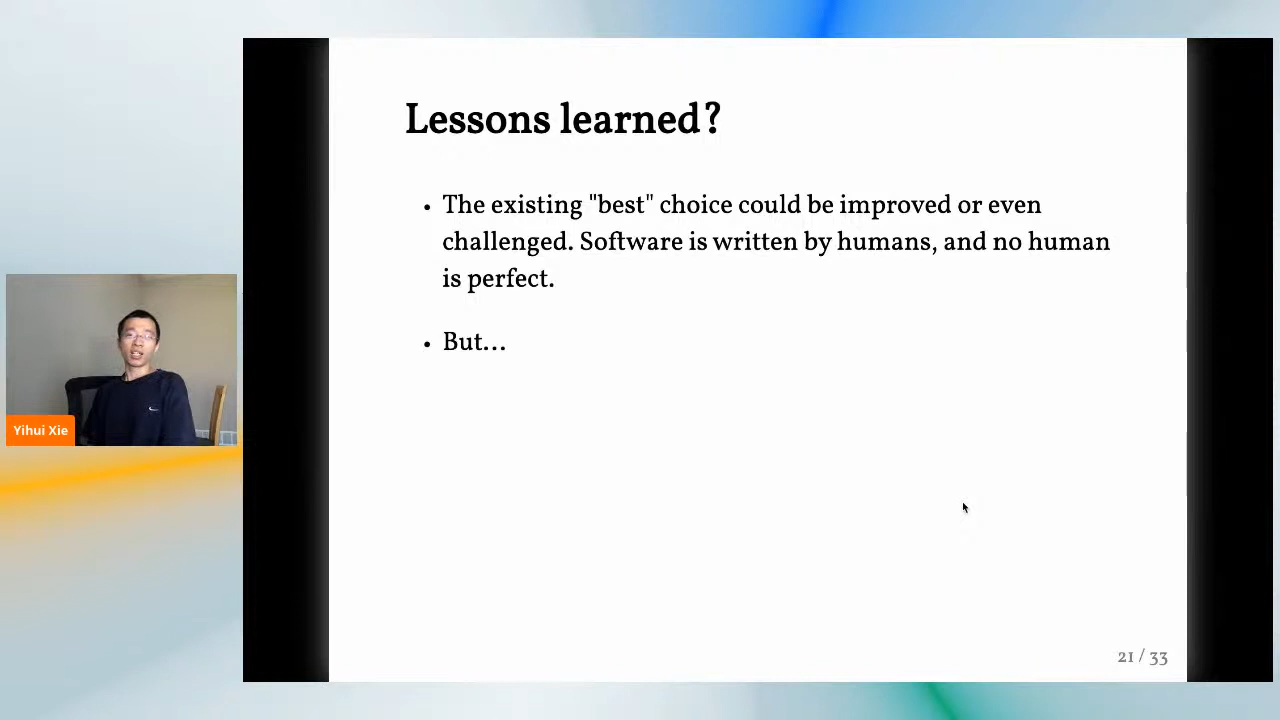 Lessons learned?
• The existing "best" choice could be improved or even
challenged. Software is written by humans, and no human
is perfect.
• But...
Yihui Xie
21 / 33